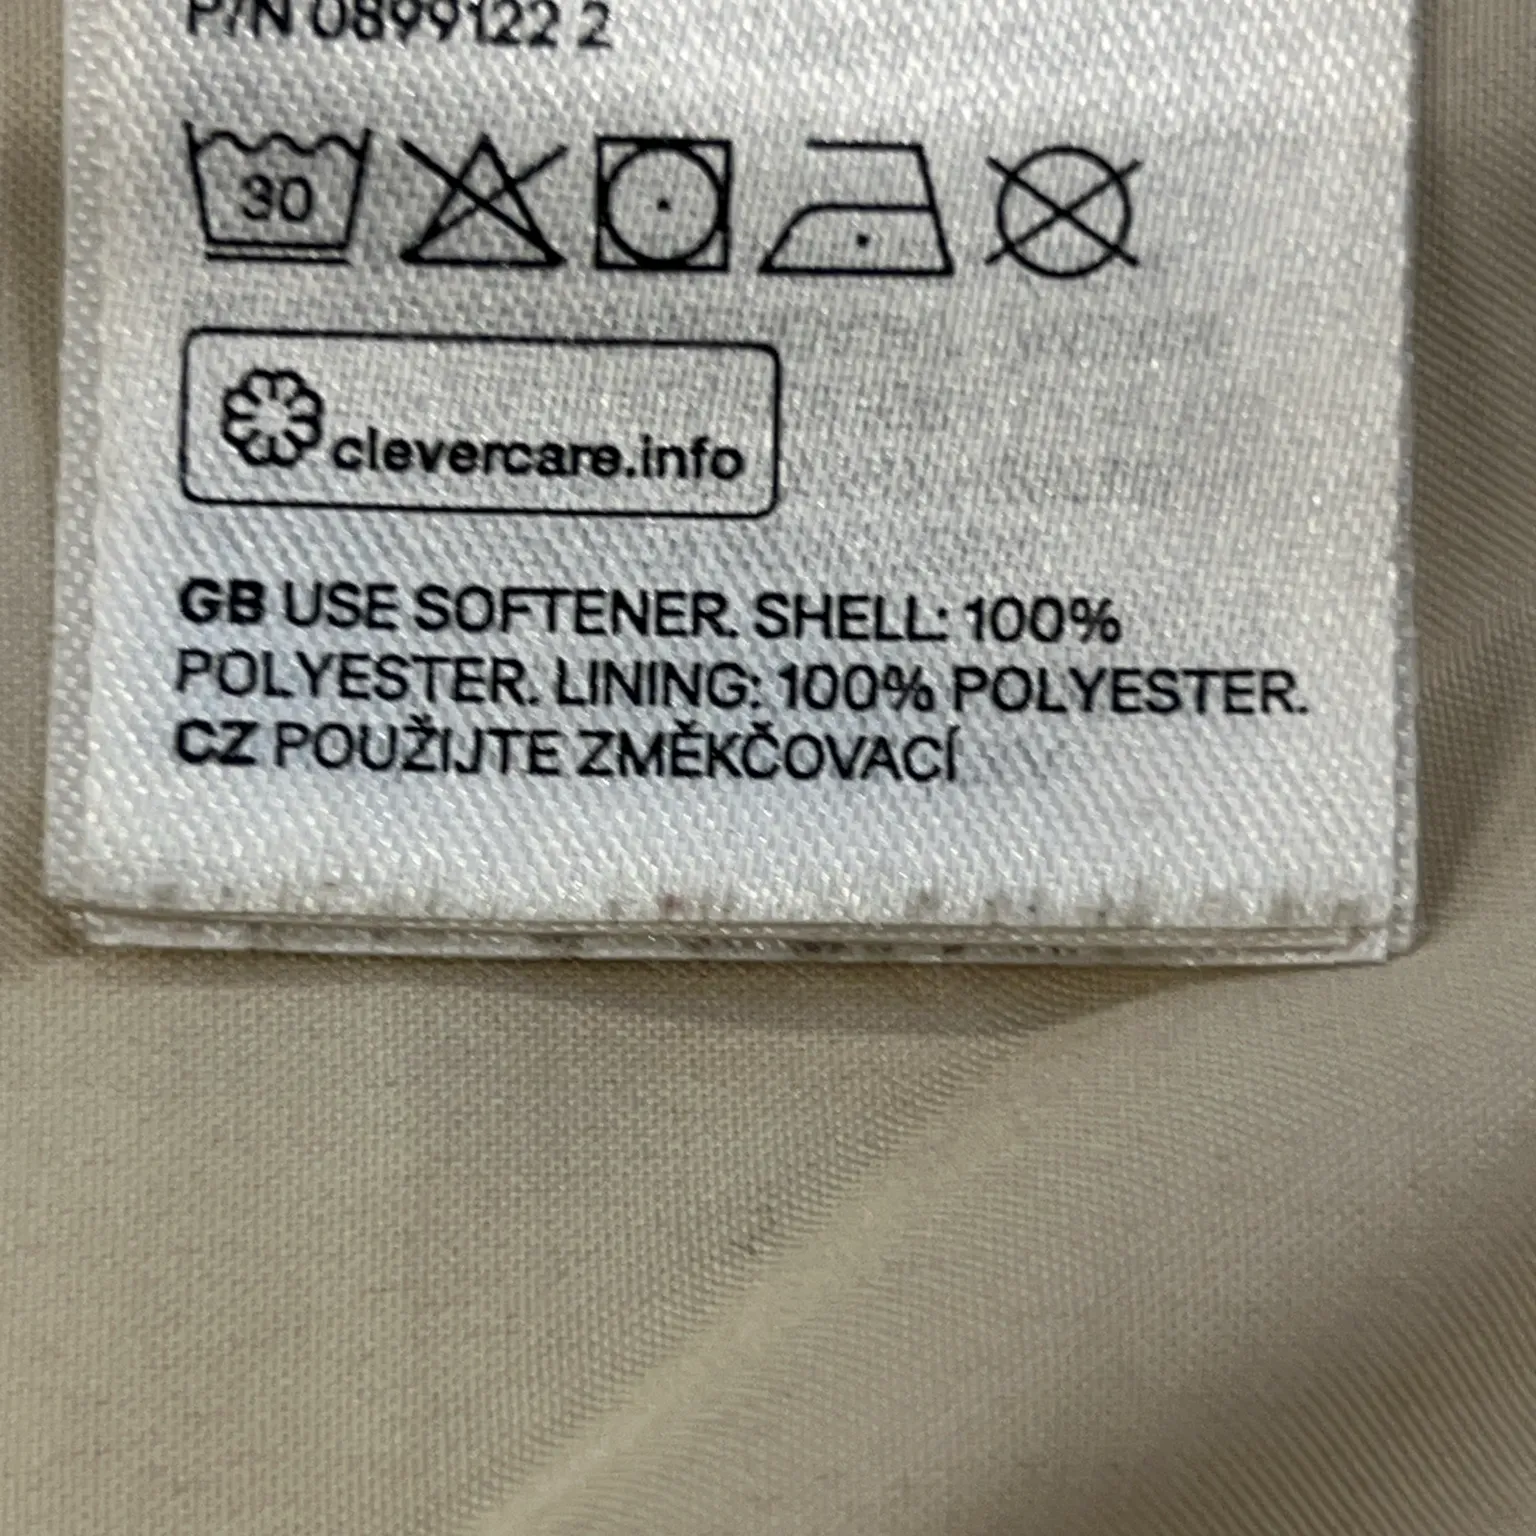 P/N 0899122 2
30
clevercare.info
GB USE SOFTENER. SHELL: 100%
POLYESTER. LINING: 100% POLYESTER.
CZ POUŽIJTE ZMĚKČOVACÍ